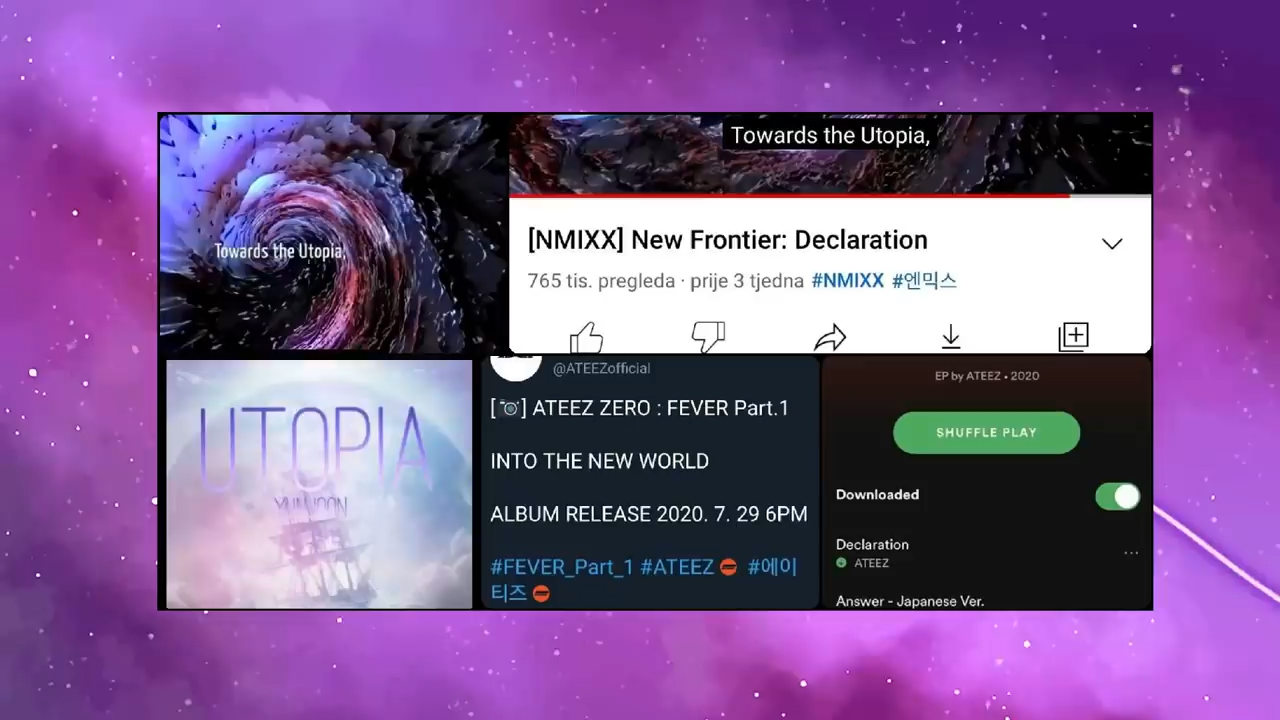 Towards the Utopia,
Towards the Utopia,
[NMIXX] New Frontier: Declaration
765 tis. pregleda · prije 3 tjedna #NMIXX #엔믹스
UTOPIA
YUNHOON
@ATEEZofficial
[📷] ATEEZ ZERO : FEVER Part.1
INTO THE NEW WORLD
ALBUM RELEASE 2020. 7. 29 6PM
#FEVER_Part_1 #ATEEZ #에이
티즈
EP by ATEEZ • 2020
SHUFFLE PLAY
Downloaded
Declaration
ATEEZ
Answer - Japanese Ver.